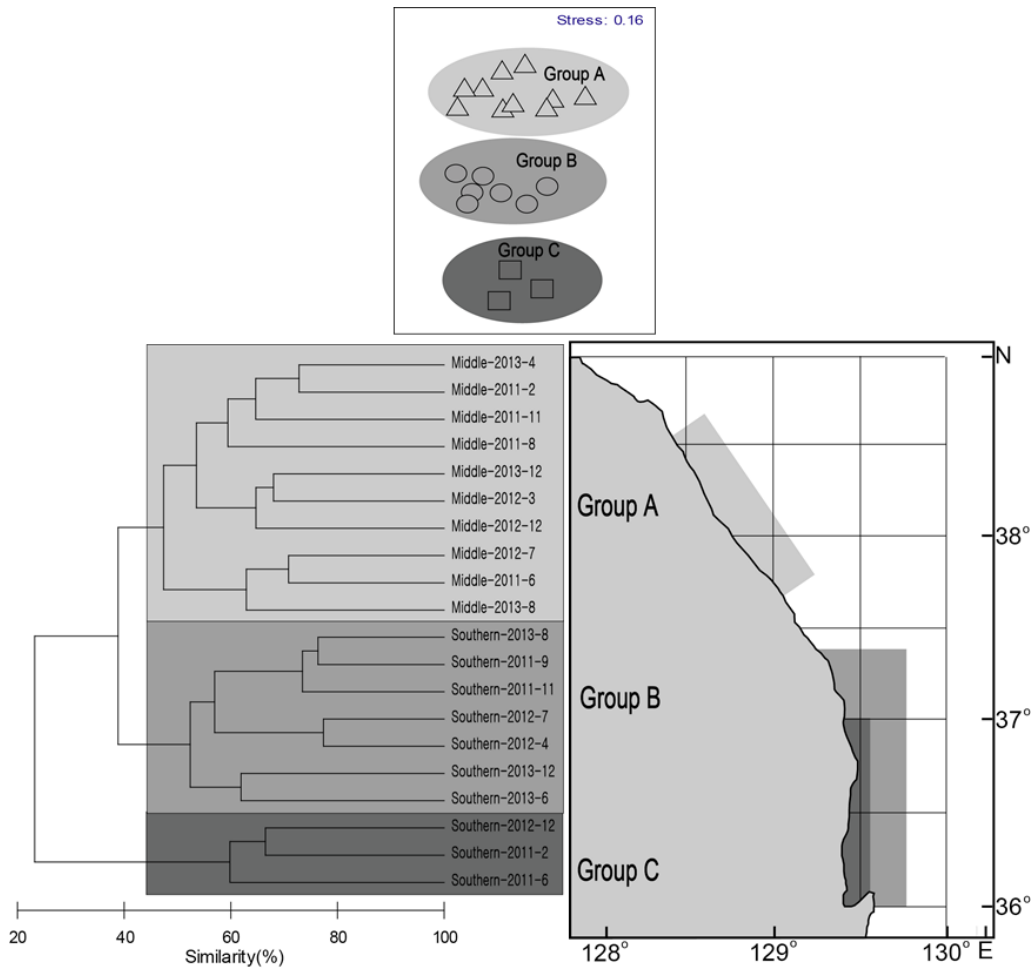 Stress: 0.16
Group A
Group B
Group C
Middle-2013-4
Middle-2011-2
Middle-2011-11
Middle-2011-8
Middle-2013-12
Middle-2012-3
Middle-2012-12
Middle-2012-7
Middle-2011-6
Middle-2013-8
Southern-2013-8
Southern-2011-9
Southern-2011-11
Southern-2012-7
Southern-2012-4
Southern-2013-12
Southern-2013-6
Southern-2012-12
Southern-2011-2
Southern-2011-6
20 40 60 80 100
Similarity(%)
N
Group A
38°
Group B
37°
Group C
36°
128° 129° 130° E